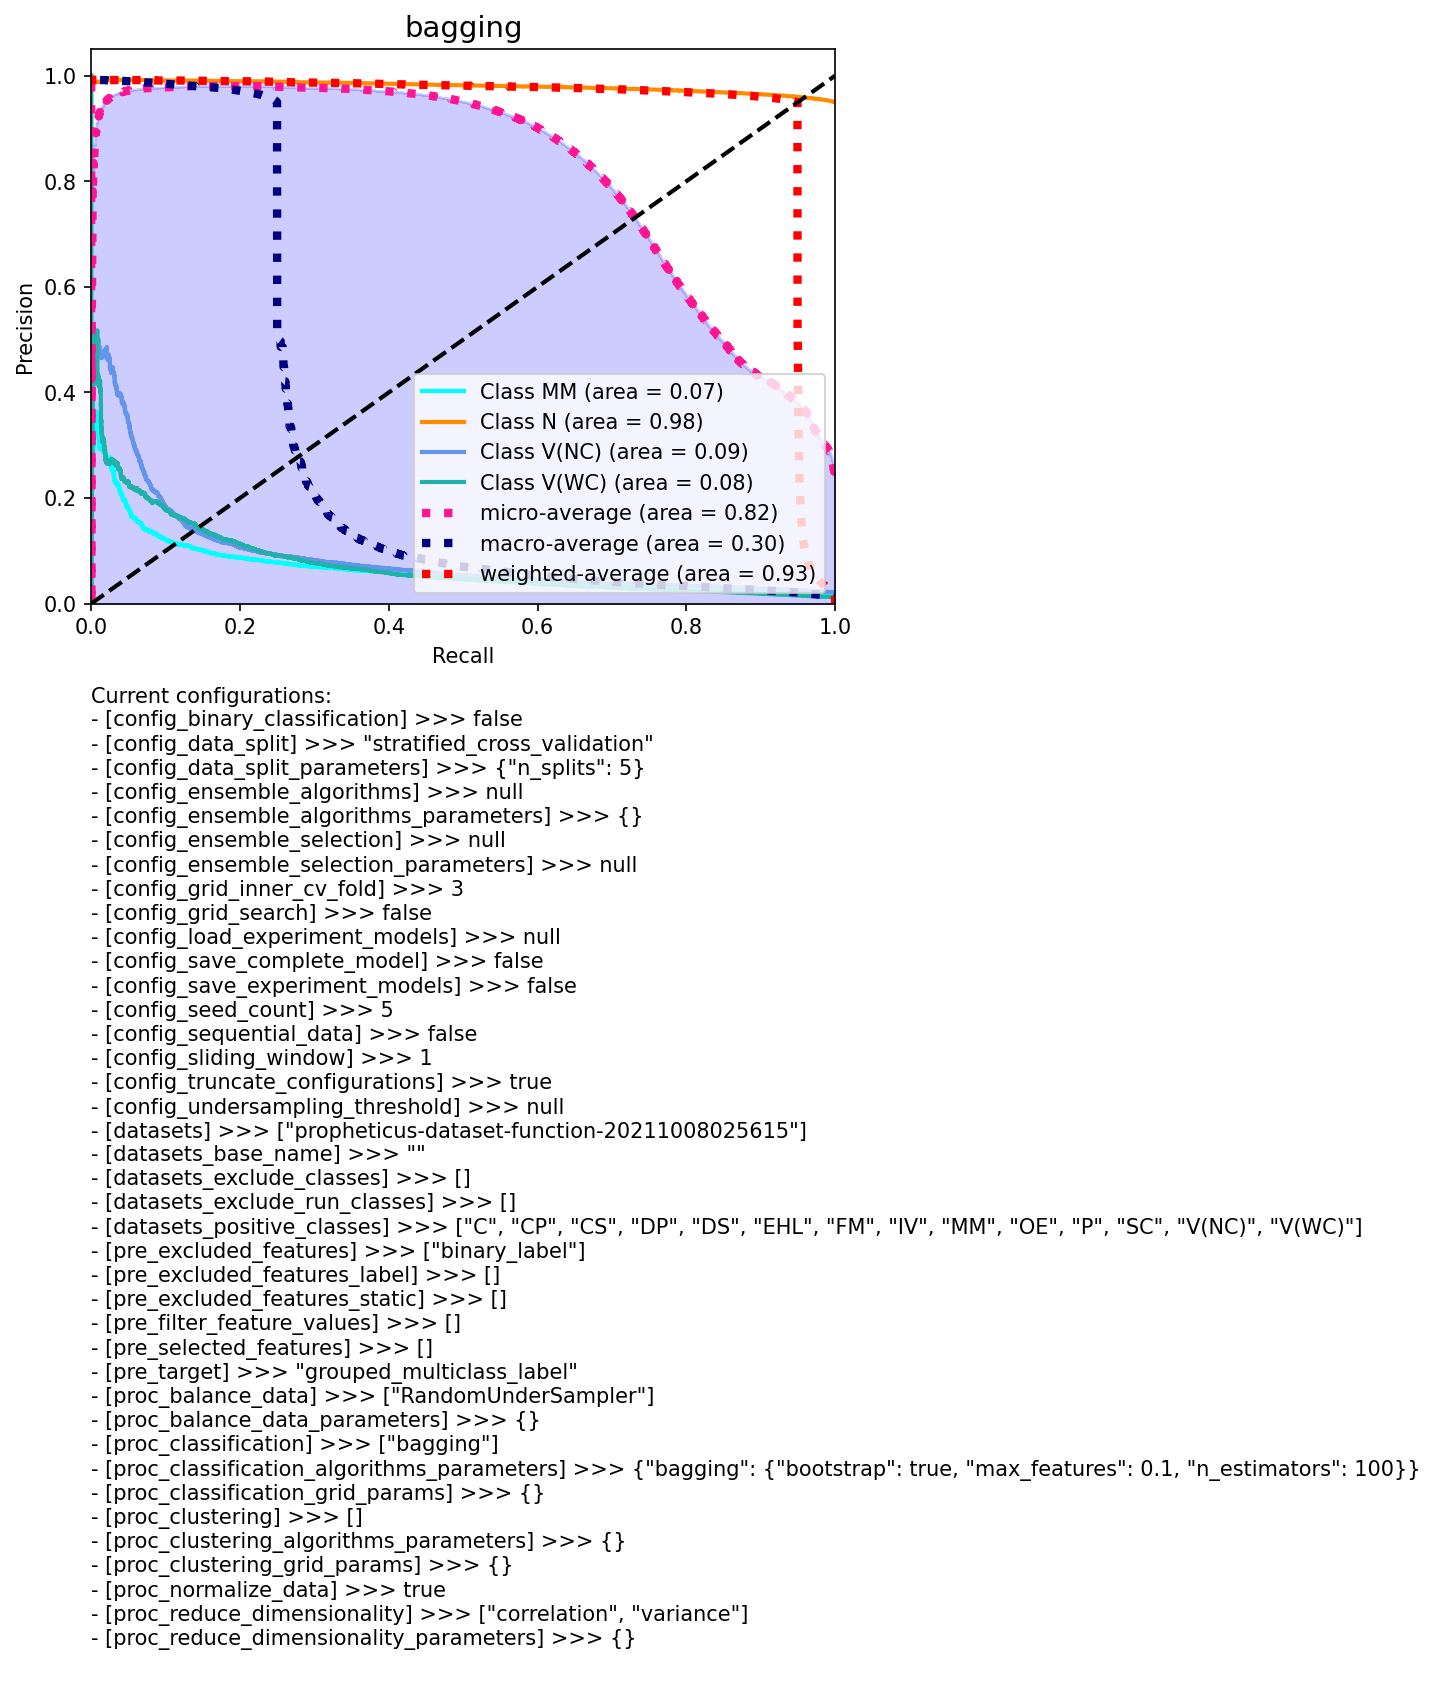 bagging
1.0
0.8
0.6
0.4
0.2
0.0
Precision
Class MM (area = 0.07)
Class N (area = 0.98)
Class V(NC) (area = 0.09)
Class V(WC) (area = 0.08)
micro-average (area = 0.82)
macro-average (area = 0.30)
weighted-average (area = 0.93)
0.0 0.2 0.4 0.6 0.8 1.0
Recall
Current configurations:
- [config_binary_classification] >>> false
- [config_data_split] >>> "stratified_cross_validation"
- [config_data_split_parameters] >>> {"n_splits": 5}
- [config_ensemble_algorithms] >>> null
- [config_ensemble_algorithms_parameters] >>> {}
- [config_ensemble_selection] >>> null
- [config_ensemble_selection_parameters] >>> null
- [config_grid_inner_cv_fold] >>> 3
- [config_grid_search] >>> false
- [config_load_experiment_models] >>> null
- [config_save_complete_model] >>> false
- [config_save_experiment_models] >>> false
- [config_seed_count] >>> 5
- [config_sequential_data] >>> false
- [config_sliding_window] >>> 1
- [config_truncate_configurations] >>> true
- [config_undersampling_threshold] >>> null
- [datasets] >>> ["propheticus-dataset-function-20211008025615"]
- [datasets_base_name] >>> ""
- [datasets_exclude_classes] >>> []
- [datasets_exclude_run_classes] >>> []
- [datasets_positive_classes] >>> ["C", "CP", "CS", "DP", "DS", "EHL", "FM", "IV", "MM", "OE", "P", "SC", "V(NC)", "V(WC)"]
- [pre_excluded_features] >>> ["binary_label"]
- [pre_excluded_features_label] >>> []
- [pre_excluded_features_static] >>> []
- [pre_filter_feature_values] >>> []
- [pre_selected_features] >>> []
- [pre_target] >>> "grouped_multiclass_label"
- [proc_balance_data] >>> ["RandomUnderSampler"]
- [proc_balance_data_parameters] >>> {}
- [proc_classification] >>> ["bagging"]
- [proc_classification_algorithms_parameters] >>> {"bagging": {"bootstrap": true, "max_features": 0.1, "n_estimators": 100}}
- [proc_classification_grid_params] >>> {}
- [proc_clustering] >>> []
- [proc_clustering_algorithms_parameters] >>> {}
- [proc_clustering_grid_params] >>> {}
- [proc_normalize_data] >>> true
- [proc_reduce_dimensionality] >>> ["correlation", "variance"]
- [proc_reduce_dimensionality_parameters] >>> {}